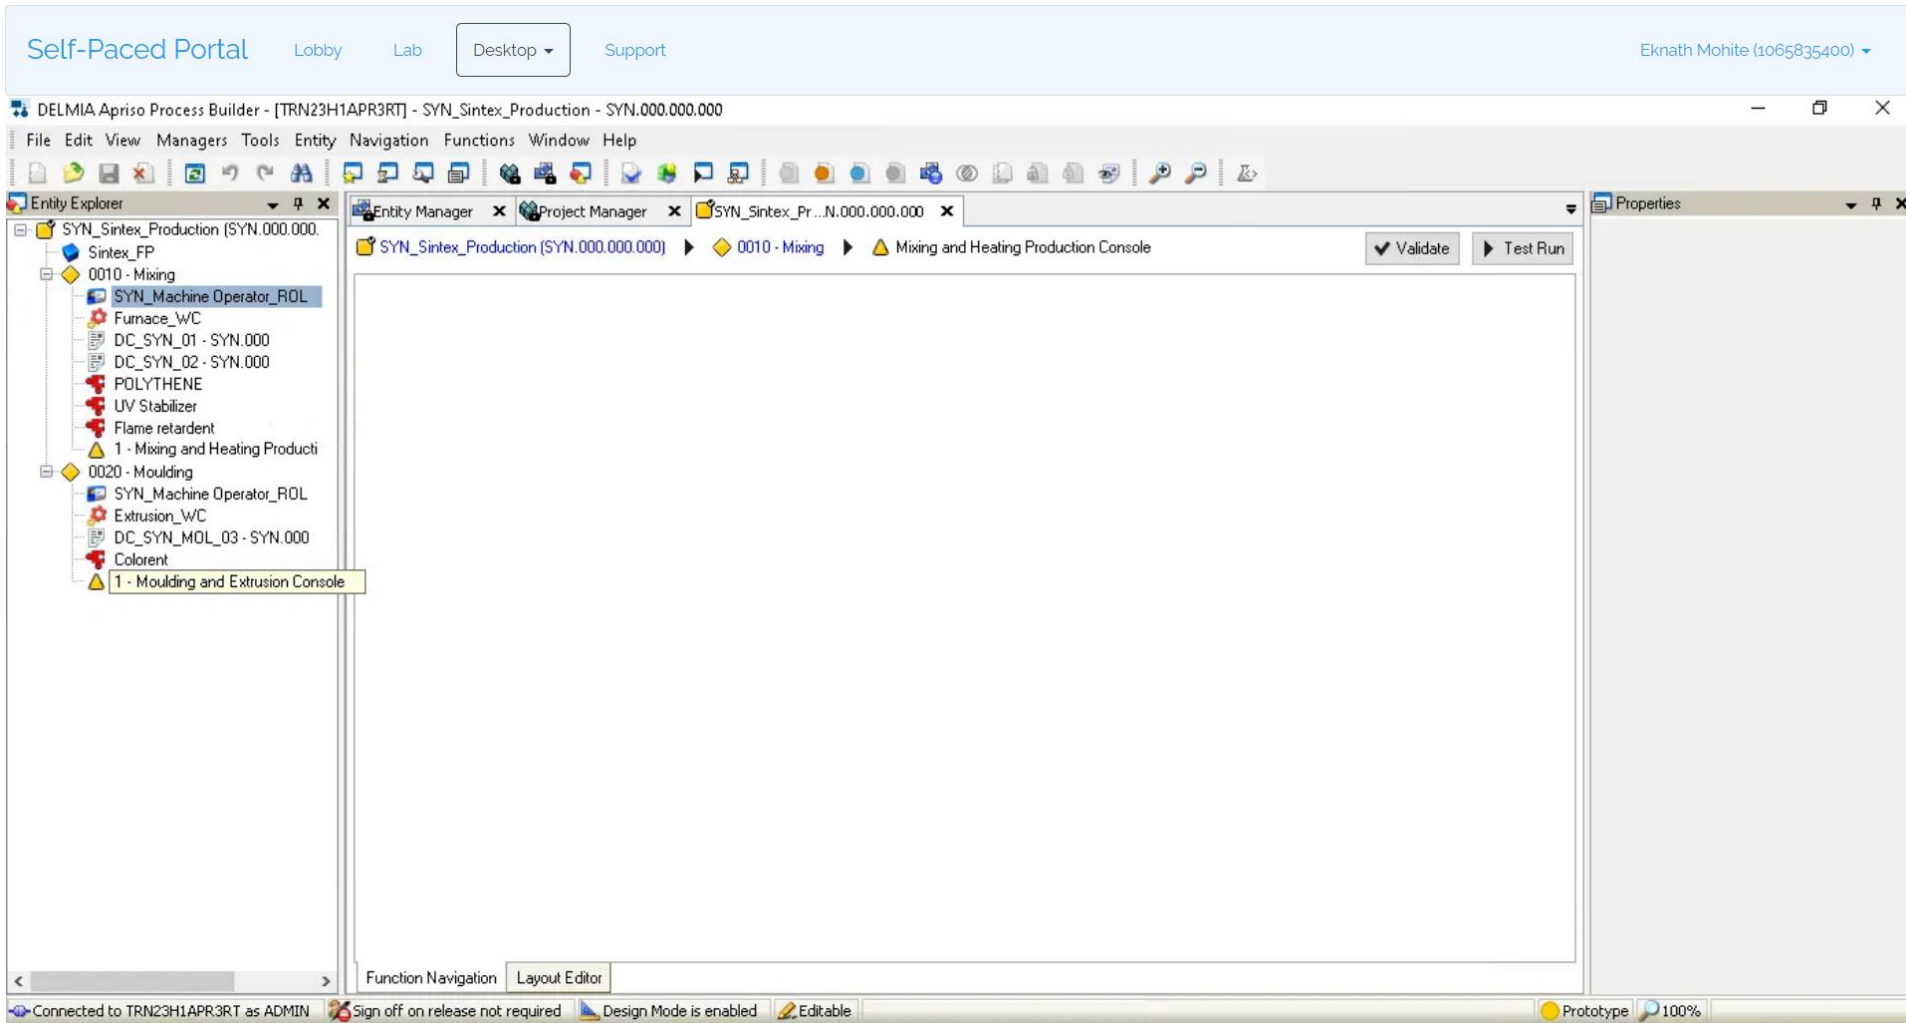 Self-Paced Portal Lobby Lab Desktop Support Eknath Mohite (1065835400)
DELMIA Apriso Process Builder - [TRN23H1APR3RT] - SYN_Sintex_Production - SYN.000.000.000
File Edit View Managers Tools Entity Navigation Functions Window Help
Entity Explorer
SYN_Sintex_Production (SYN.000.000.
Sintex_FP
0010 - Mixing
SYN_Machine Operator_ROL
Furnace_WC
DC_SYN_01 - SYN.000
DC_SYN_02 - SYN.000
POLYTHENE
UV Stabilizer
Flame retardent
1 - Mixing and Heating Producti
0020 - Moulding
SYN_Machine Operator_ROL
Extrusion_WC
DC_SYN_MOL_03 - SYN.000
Colorent
1 - Moulding and Extrusion Console
Entity Manager Project Manager SYN_Sintex_Pr...N.000.000.000
SYN_Sintex_Production (SYN.000.000.000) 0010 - Mixing Mixing and Heating Production Console Validate Test Run
Properties
Function Navigation Layout Editor
Connected to TRN23H1APR3RT as ADMIN Sign off on release not required Design Mode is enabled Editable Prototype 100%